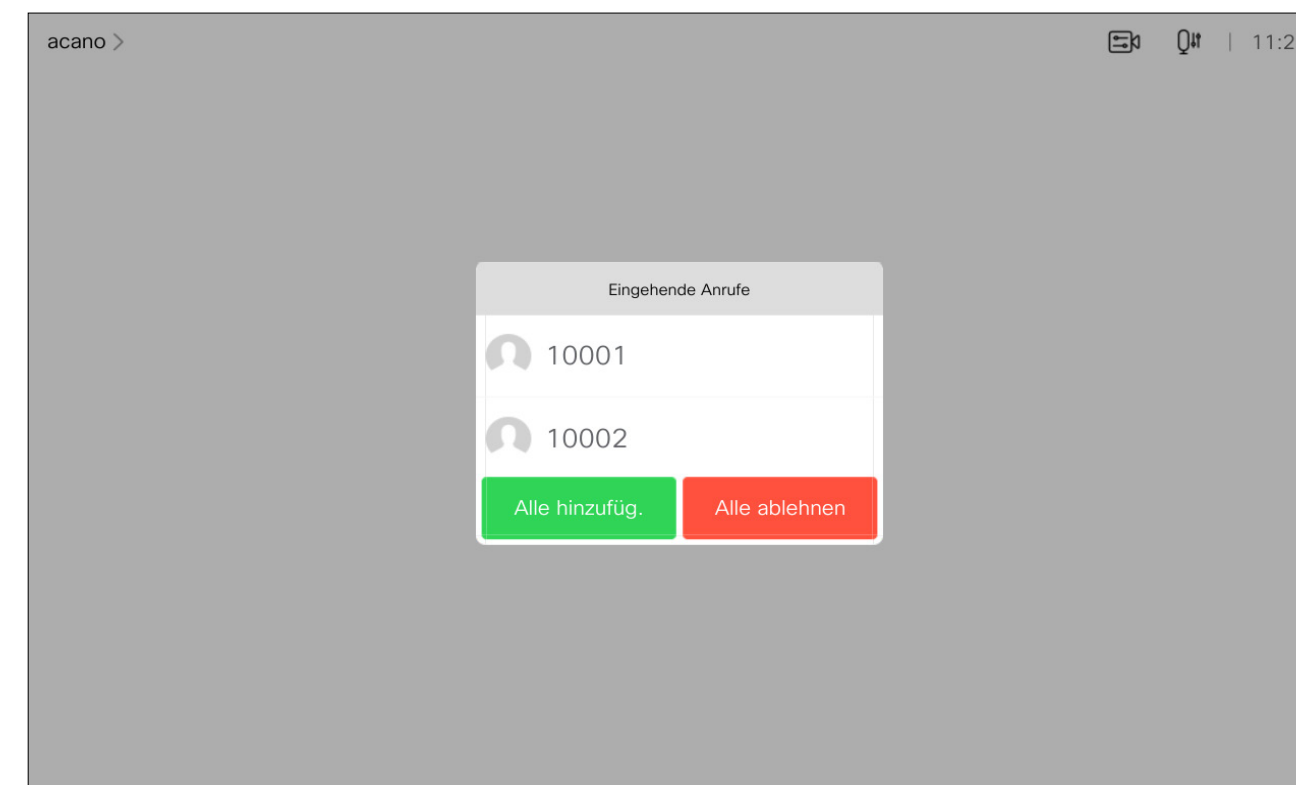 acano
11:2
Eingehende Anrufe
10001
10002
Alle hinzufüg.
Alle ablehnen